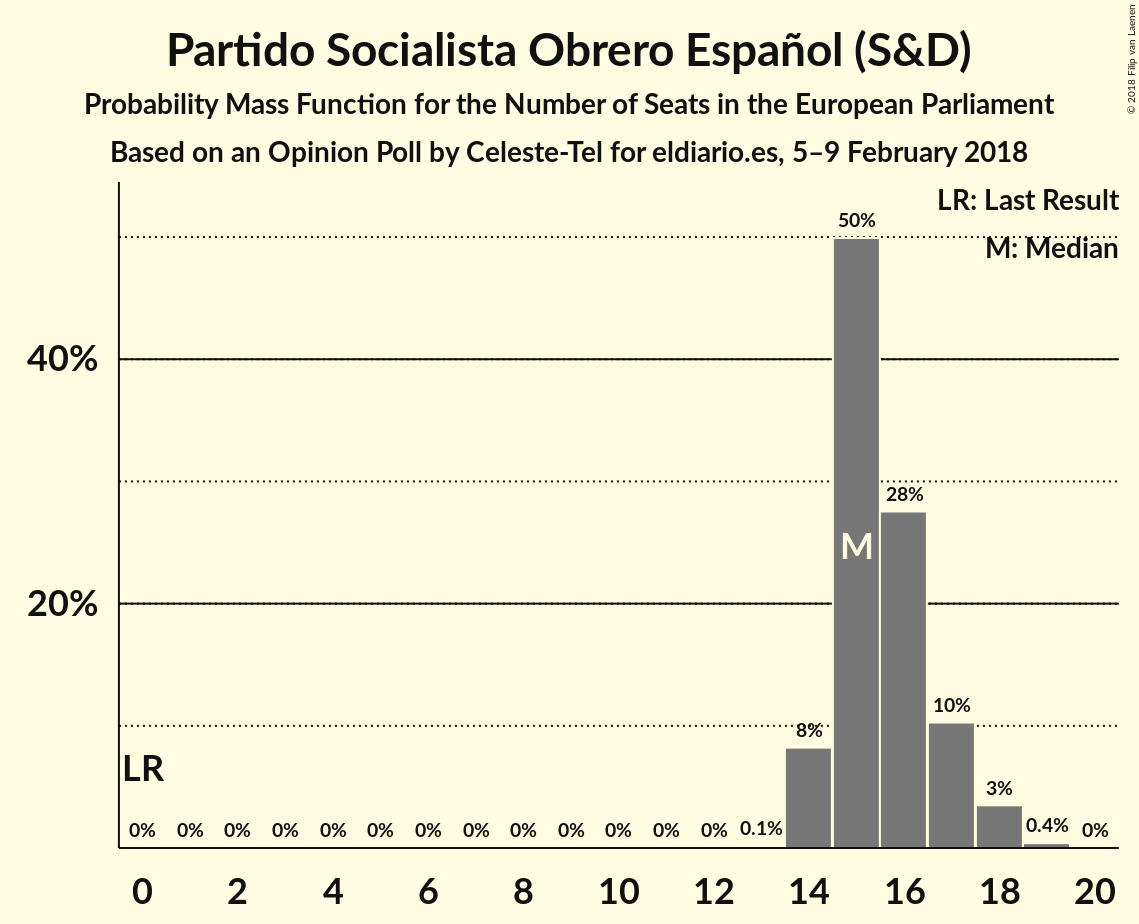 Partido Socialista Obrero Español (S&D)
Probability Mass Function for the Number of Seats in the European Parliament
Based on an Opinion Poll by Celeste-Tel for eldiario.es, 5–9 February 2018
© 2018 Filip van Laenen
LR: Last Result
M: Median
50%
40%
28%
M
20%
10%
8%
LR
3%
0% 0% 0% 0% 0% 0% 0% 0% 0% 0% 0% 0% 0% 0.1% 0.4% 0%
0 2 4 6 8 10 12 14 16 18 20